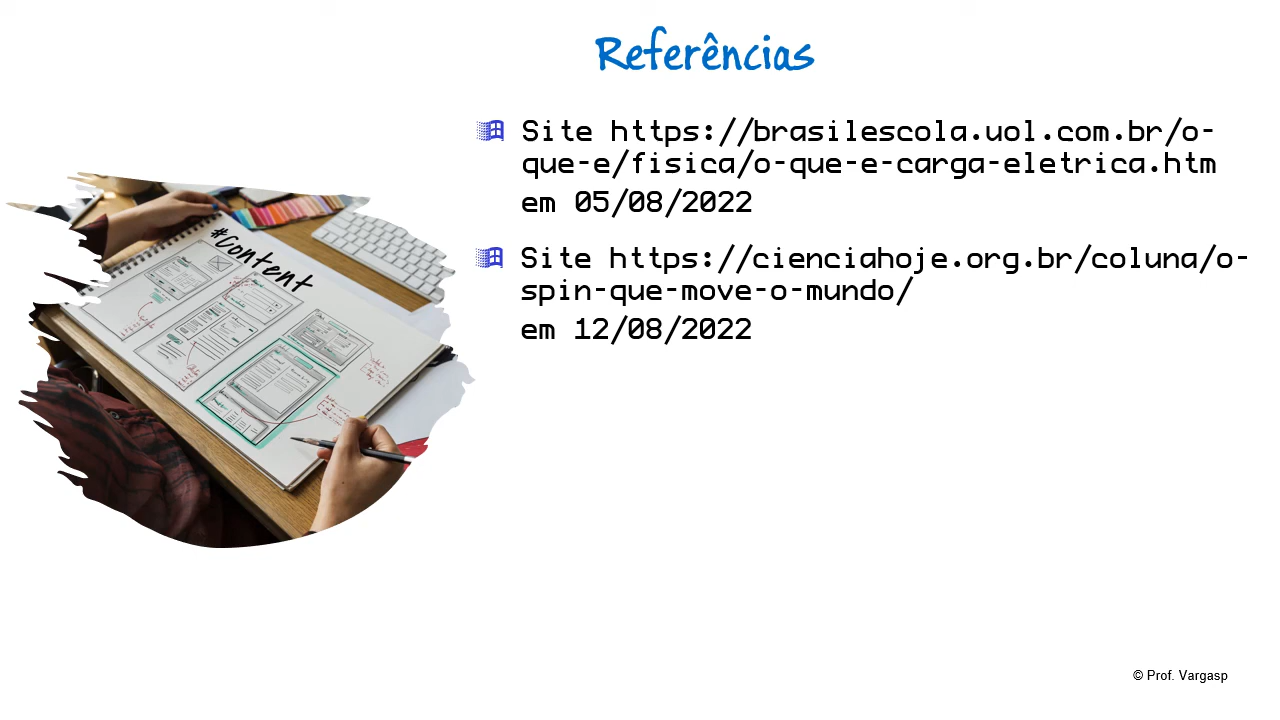 Referências
Site https://brasilescola.uol.com.br/o-
que-e/fisica/o-que-e-carga-eletrica.htm
em 05/08/2022
Site https://cienciahoje.org.br/coluna/o-
spin-que-move-o-mundo/
em 12/08/2022
#Content
© Prof. Vargasp